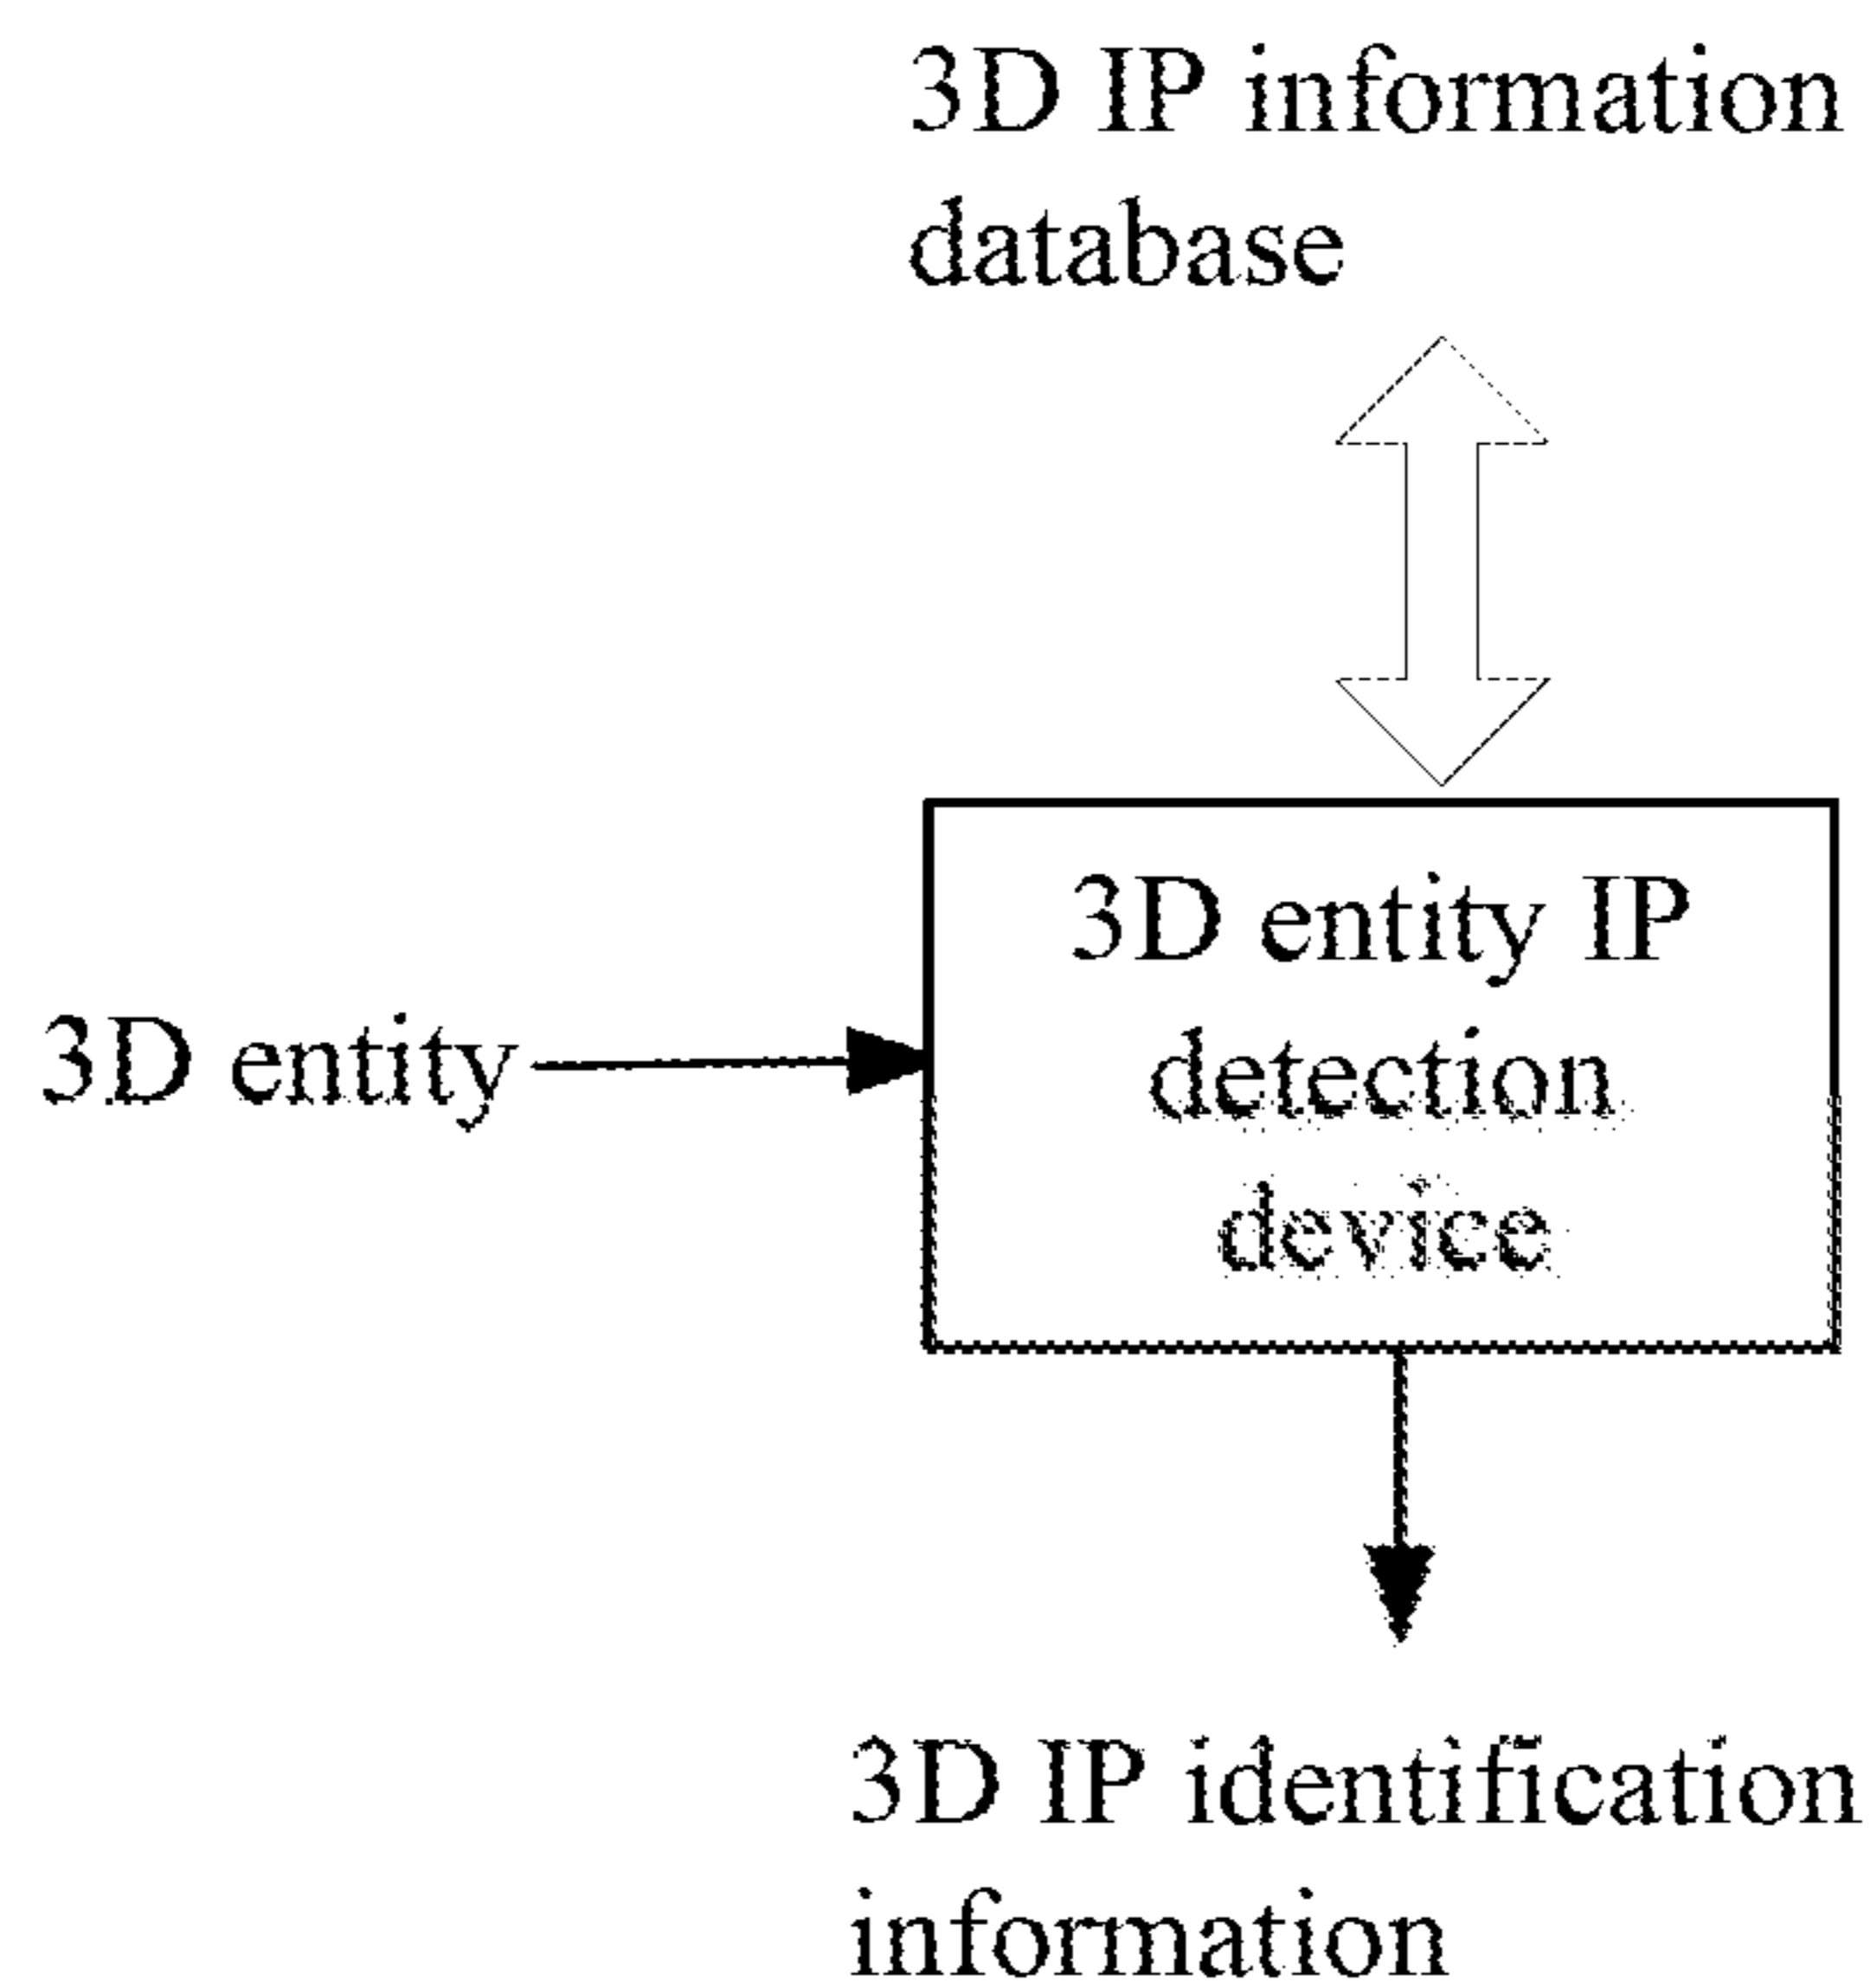 3D IP information
database
3D entity IP
detection
device
3D entity
3D IP identification
information